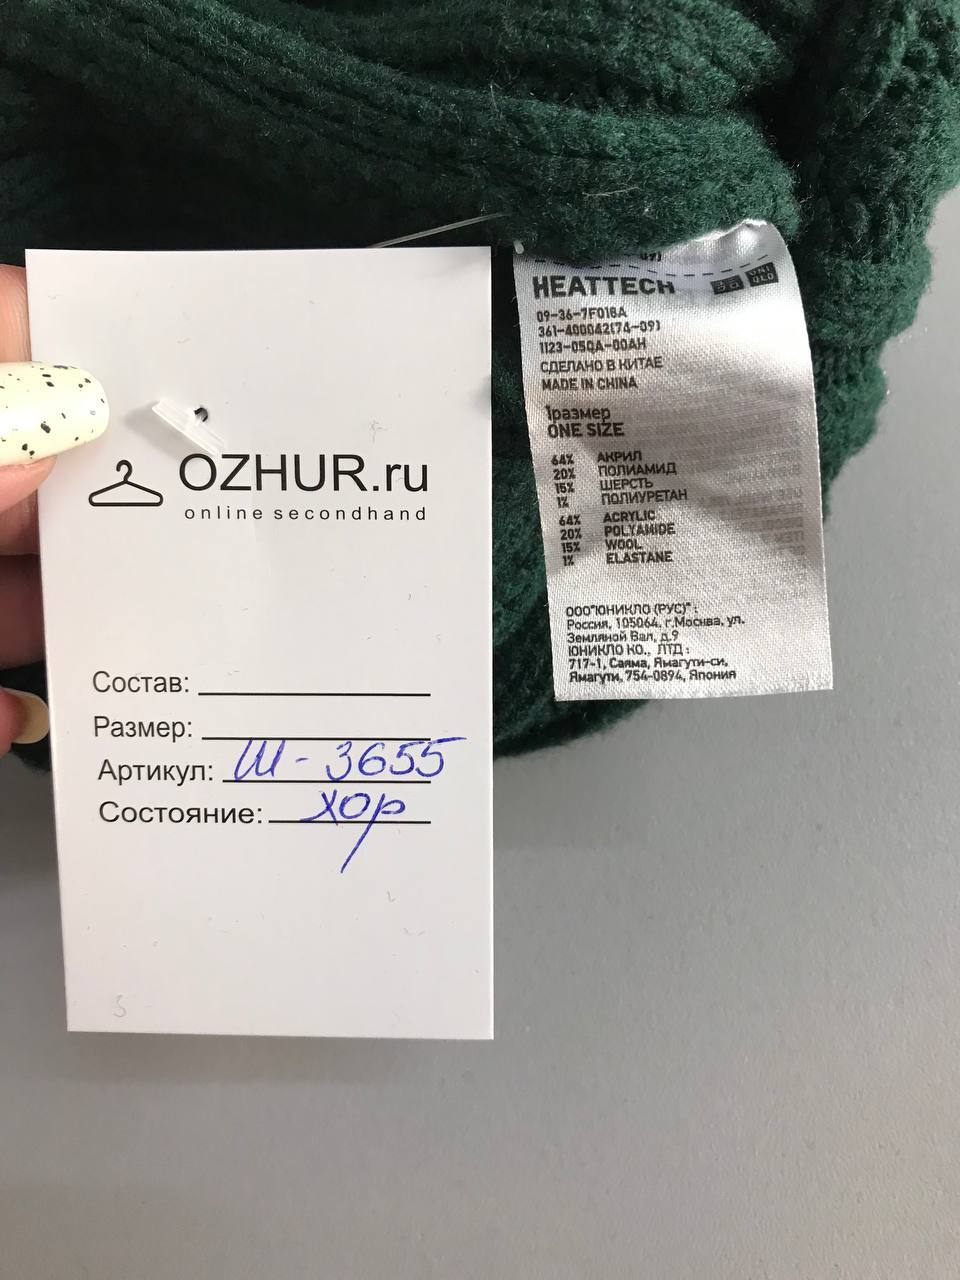 OZHUR.ru
online secondhand
Состав:
Размер:
Артикул: Ш-3655
Состояние: хор
HEATTECH
UNI
QLO
09-36-7F018A
361-400042(74-09)
1123-05QA-00AH
СДЕЛАНО В КИТАЕ
MADE IN CHINA
1размер
ONE SIZE
64% АКРИЛ
20% ПОЛИАМИД
15% ШЕРСТЬ
1% ПОЛИУРЕТАН
64% ACRYLIC
20% POLYAMIDE
15% WOOL
1% ELASTANE
ООО"ЮНИКЛО (РУС)" :
Россия, 105064, г.Москва, ул.
Земляной Вал, д.9
ЮНИКЛО КО., ЛТД :
717-1, Саяма, Ямагути-си,
Ямагути, 754-0894, Япония